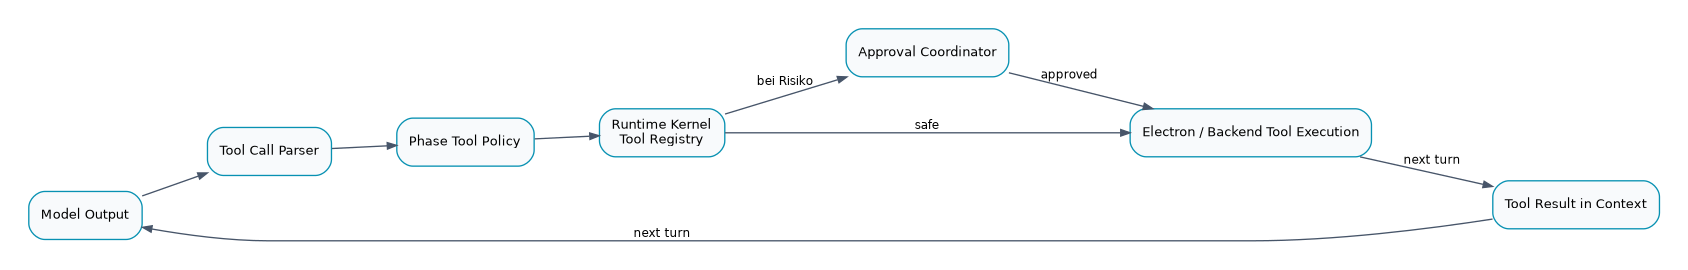 Approval Coordinator
bei Risiko
approved
Runtime Kernel
Tool Registry
safe
Electron / Backend Tool Execution
Phase Tool Policy
Tool Call Parser
next turn
Model Output
Tool Result in Context
next turn